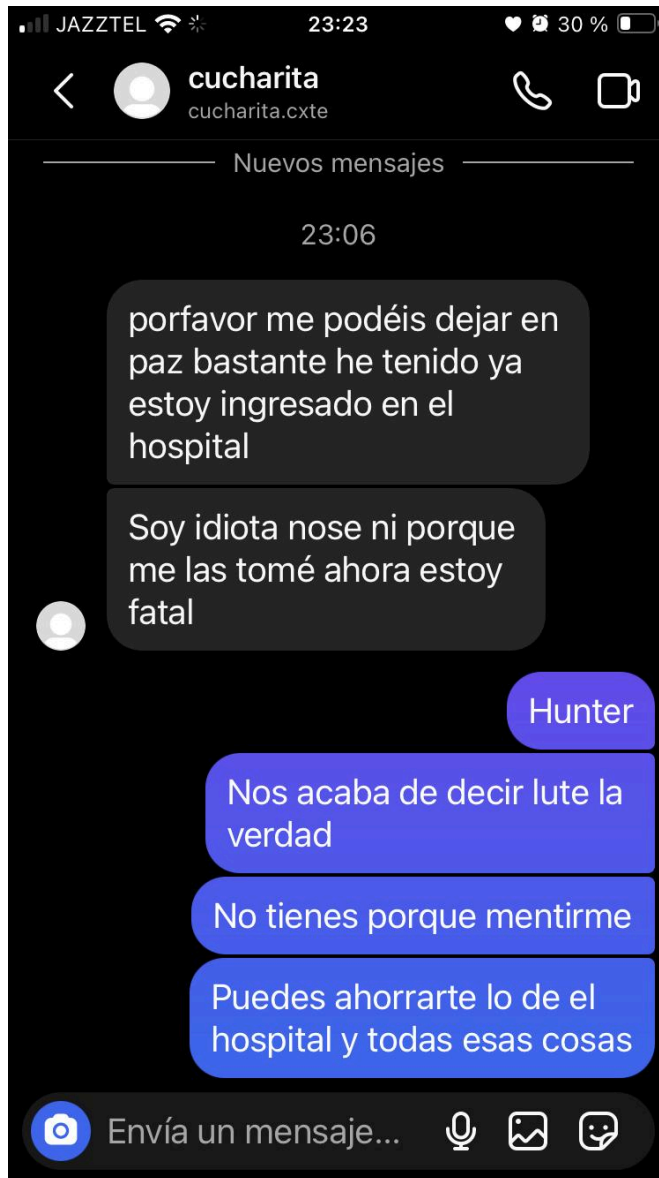 JAZZTEL 23:23 30 %
cucharita
cucharita.cxte
Nuevos mensajes
23:06
porfavor me podéis dejar en
paz bastante he tenido ya
estoy ingresado en el
hospital
Soy idiota nose ni porque
me las tomé ahora estoy
fatal
Hunter
Nos acaba de decir lute la
verdad
No tienes porque mentirme
Puedes ahorrarte lo de el
hospital y todas esas cosas
Envía un mensaje...